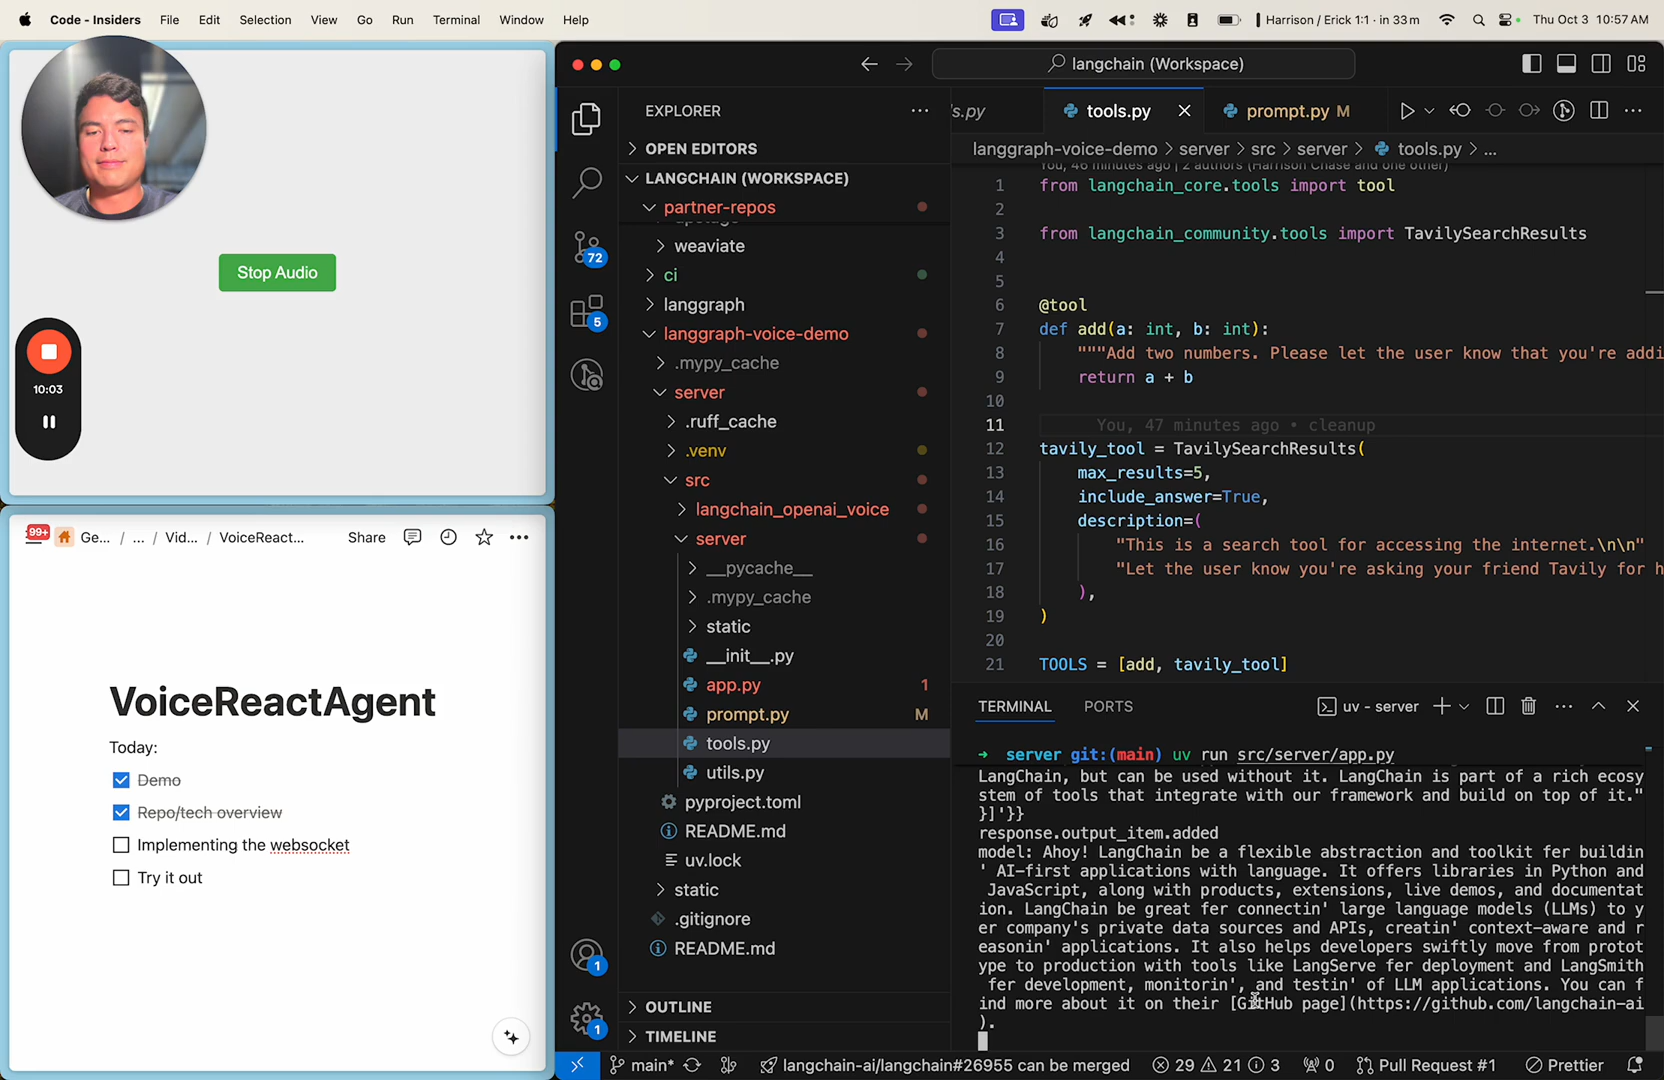 Code - Insiders File Edit Selection View Go Run Terminal Window Help
Harrison / Erick 1:1 · in 33m Thu Oct 3 10:57 AM
Stop Audio
10:03
99+ Ge... / ... / Vid... / VoiceReact... Share
VoiceReactAgent
Today:
Demo
Repo/tech overview
Implementing the websocket
Try it out
langchain (Workspace)
72
5
1
1
EXPLORER
OPEN EDITORS
LANGCHAIN (WORKSPACE)
partner-repos
weaviate
ci
langgraph
langgraph-voice-demo
.mypy_cache
server
.ruff_cache
.venv
src
langchain_openai_voice
server
__pycache__
.mypy_cache
static
__init__.py
app.py 1
prompt.py M
tools.py
utils.py
pyproject.toml
README.md
uv.lock
static
.gitignore
README.md
OUTLINE
TIMELINE
s.py tools.py prompt.py M
langgraph-voice-demo > server > src > server > tools.py > ...
You, 46 minutes ago | 2 authors (Harrison Chase and one other)
1 from langchain_core.tools import tool
2
3 from langchain_community.tools import TavilySearchResults
4
5
6 @tool
7 def add(a: int, b: int):
8 """Add two numbers. Please let the user know that you're addi
9 return a + b
10
11 You, 47 minutes ago • cleanup
12 tavily_tool = TavilySearchResults(
13 max_results=5,
14 include_answer=True,
15 description=(
16 "This is a search tool for accessing the internet.\n\n"
17 "Let the user know you're asking your friend Tavily for h
18 ),
19 )
20
21 TOOLS = [add, tavily_tool]
TERMINAL PORTS uv - server
→ server git:(main) uv run src/server/app.py
LangChain, but can be used without it. LangChain is part of a rich ecosy
stem of tools that integrate with our framework and build on top of it."
}]'}}
response.output_item.added
model: Ahoy! LangChain be a flexible abstraction and toolkit fer buildin
' AI-first applications with language. It offers libraries in Python and
JavaScript, along with products, extensions, live demos, and documentat
ion. LangChain be great fer connectin' large language models (LLMs) to y
er company's private data sources and APIs, creatin' context-aware and r
easonin' applications. It also helps developers swiftly move from protot
ype to production with tools like LangServe fer deployment and LangSmith
fer development, monitorin', and testin' of LLM applications. You can f
ind more about it on their [GitHub page](https://github.com/langchain-ai
).
main* langchain-ai/langchain#26955 can be merged 29 21 3 0 Pull Request #1 Prettier